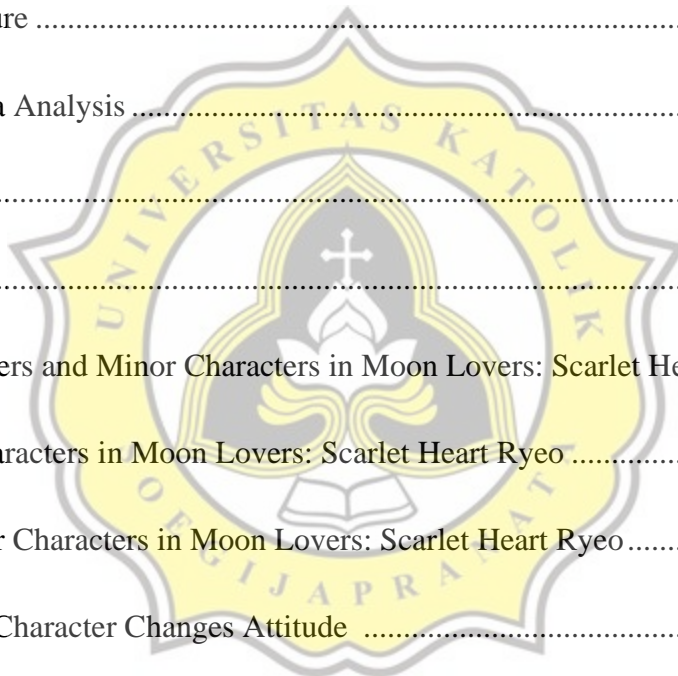 ure ........................................................................................
a Analysis ........................................................................
........................................................................................
........................................................................................
ers and Minor Characters in Moon Lovers: Scarlet He
aracters in Moon Lovers: Scarlet Heart Ryeo ..............
r Characters in Moon Lovers: Scarlet Heart Ryeo.......
Character Changes Attitude ..........................................
UNIVERSITAS KATOLIK
SOEGIJAPRANATA